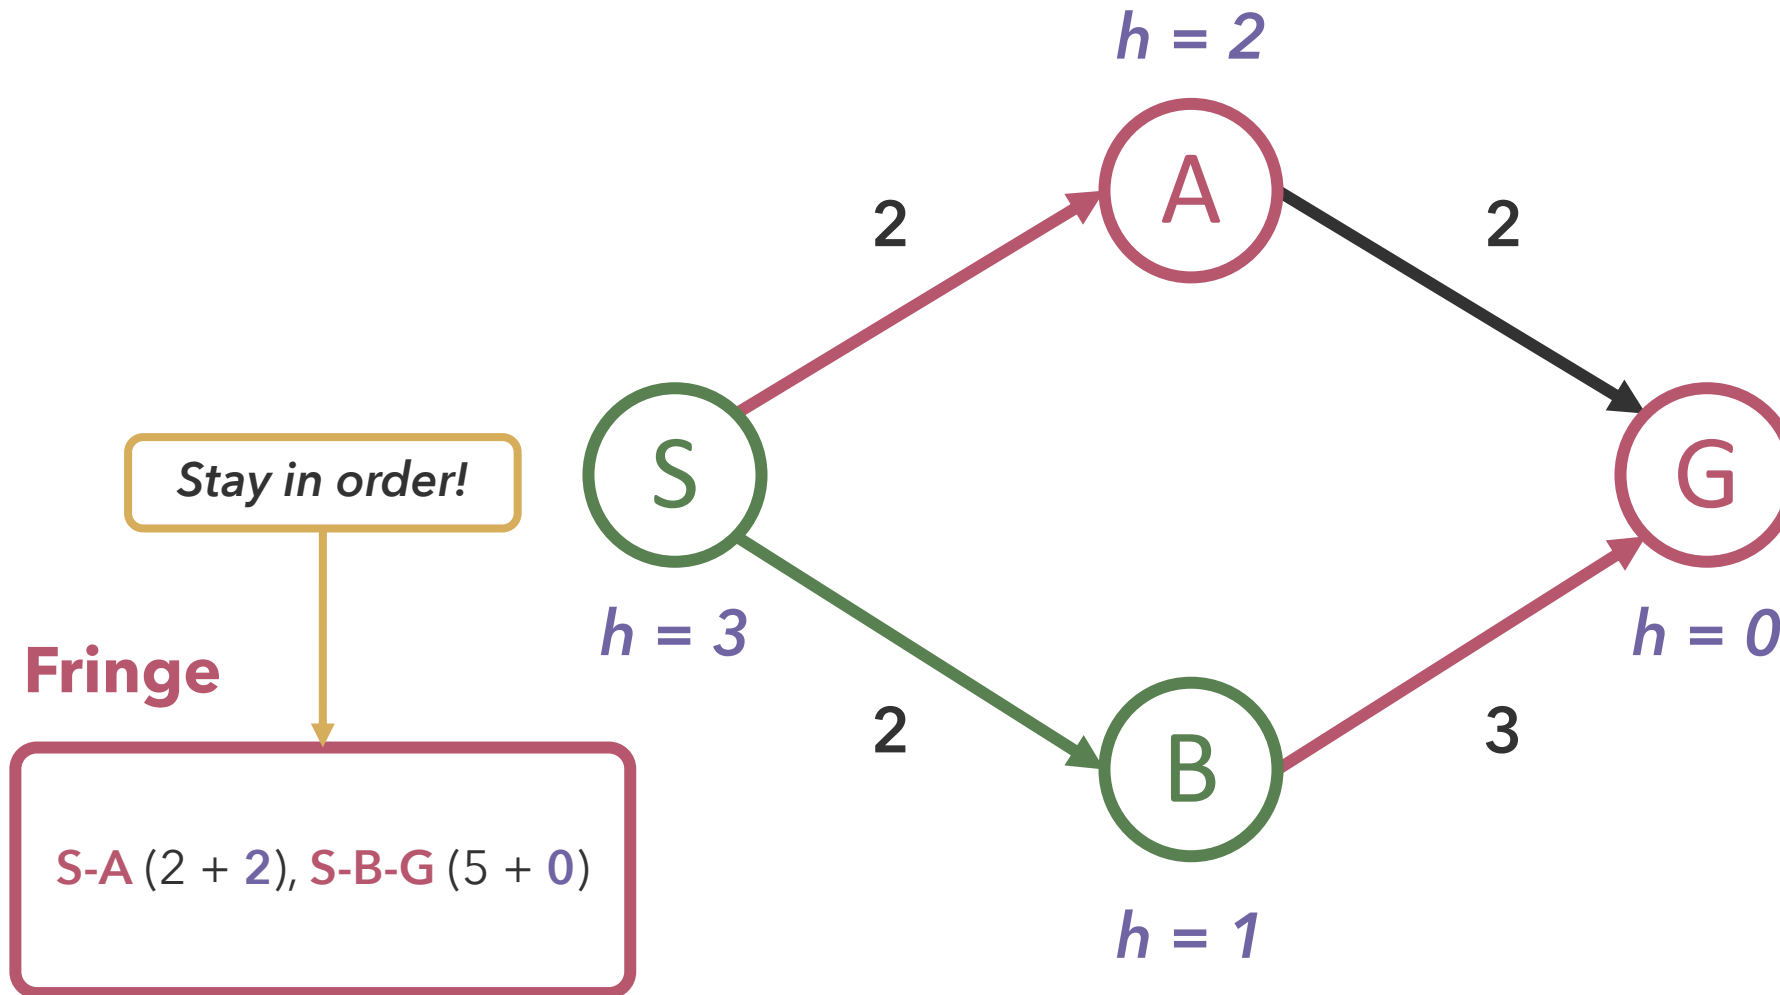 h = 2
A
2
2
S
G
Stay in order!
h = 3
h = 0
Fringe
2
3
B
S-A (2 + 2), S-B-G (5 + 0)
h = 1